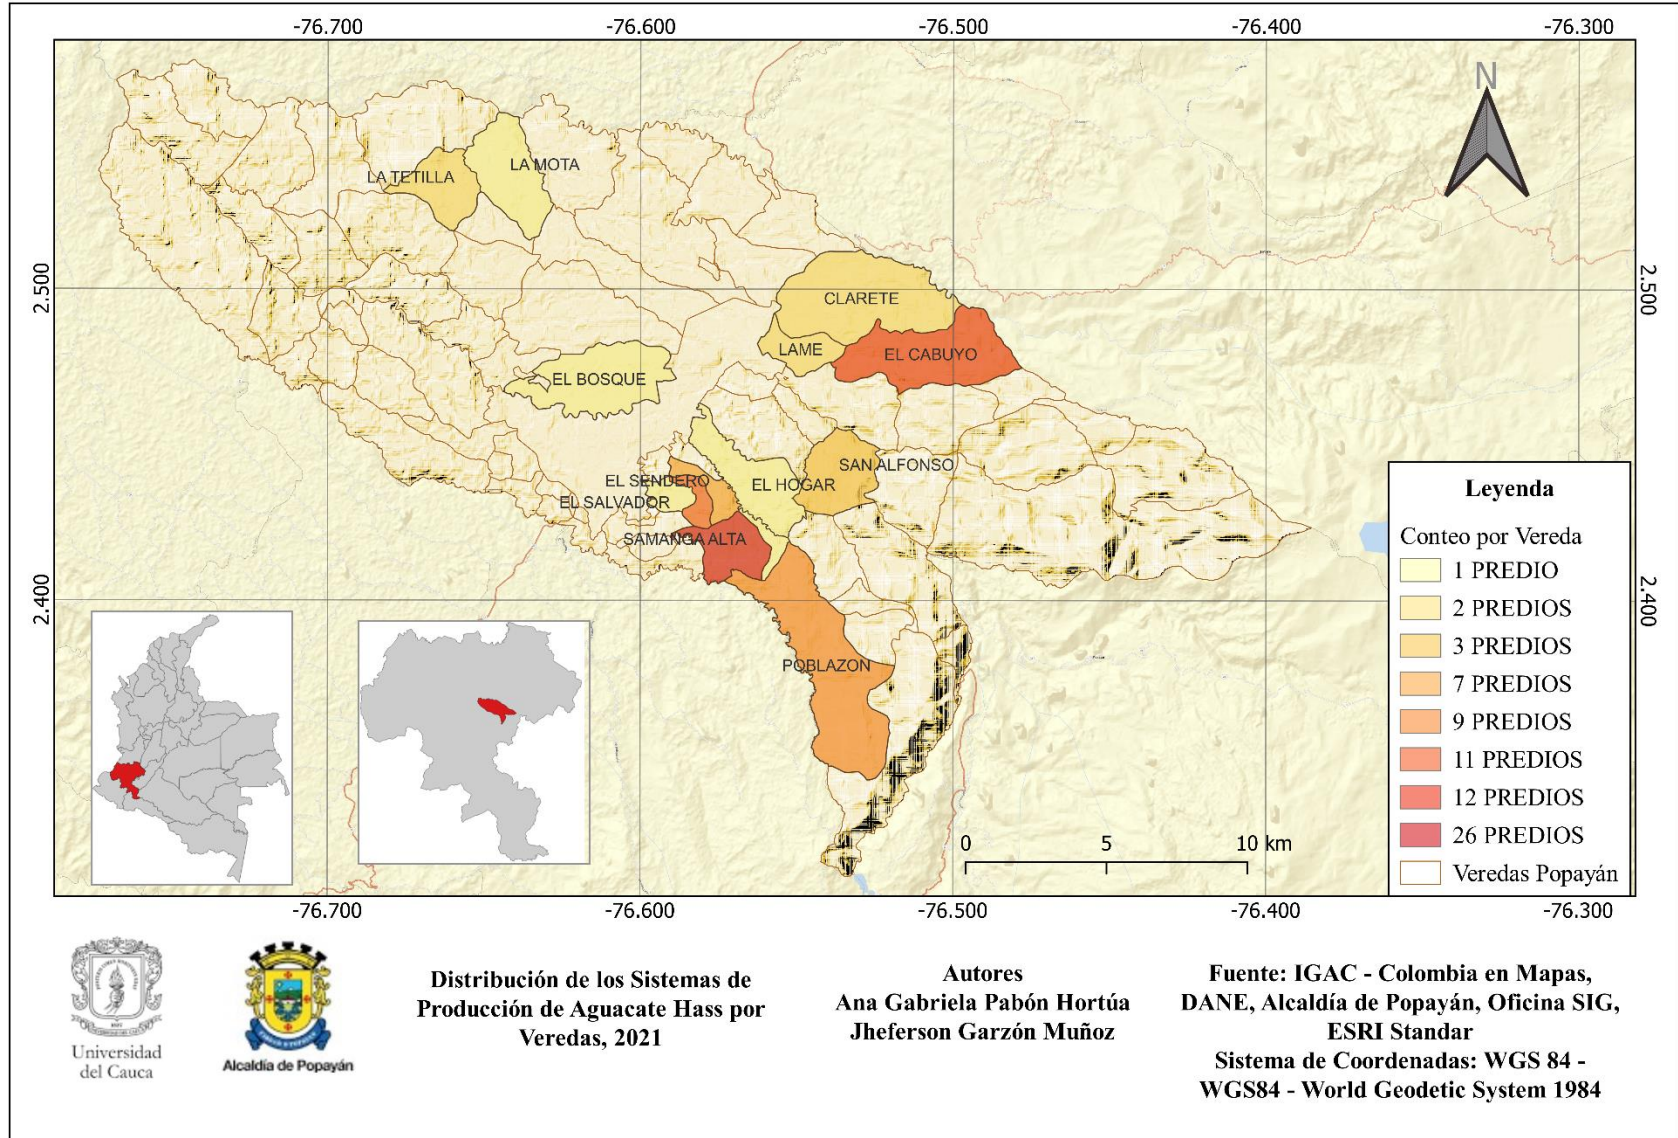 -76.700
-76.600
-76.500
-76.400
-76.300
N
LA MOTA
LA TETILLA
2.500
2.500
CLARETE
LAME
EL CABUYO
EL BOSQUE
SAN ALFONSO
EL SENDERO
EL HOGAR
EL SALVADOR
SAMANGA ALTA
2.400
2.400
POBLAZON
Leyenda
Conteo por Vereda
1 PREDIO
2 PREDIOS
3 PREDIOS
7 PREDIOS
9 PREDIOS
11 PREDIOS
12 PREDIOS
26 PREDIOS
Veredas Popayán
0
5
10 km
-76.700
-76.600
-76.500
-76.400
-76.300
Universidad
del Cauca
Alcaldía de Popayán
Distribución de los Sistemas de
Producción de Aguacate Hass por
Veredas, 2021
Autores
Ana Gabriela Pabón Hortúa
Jheferson Garzón Muñoz
Fuente: IGAC - Colombia en Mapas,
DANE, Alcaldía de Popayán, Oficina SIG,
ESRI Standar
Sistema de Coordenadas: WGS 84 -
WGS84 - World Geodetic System 1984